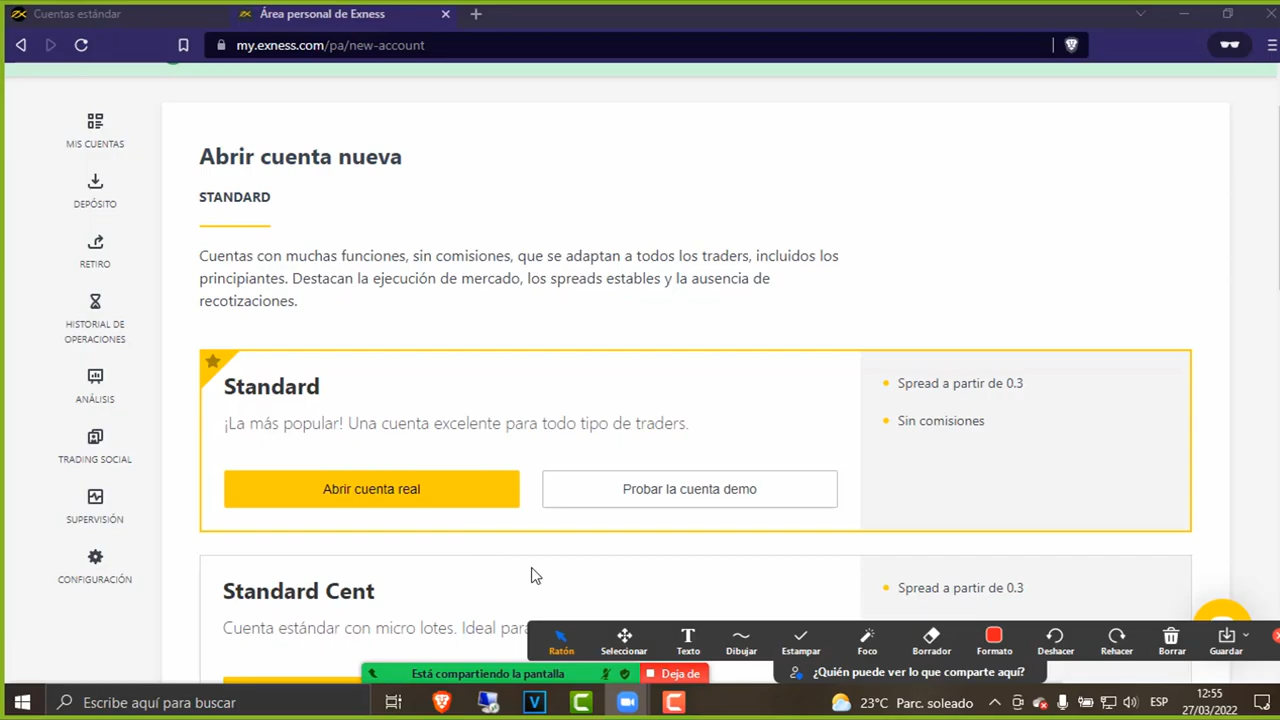 Cuentas estándar
Área personal de Exness
my.exness.com/pa/new-account
MIS CUENTAS
DEPÓSITO
RETIRO
HISTORIAL DE
OPERACIONES
ANÁLISIS
TRADING SOCIAL
SUPERVISIÓN
CONFIGURACIÓN
Abrir cuenta nueva
STANDARD
Cuentas con muchas funciones, sin comisiones, que se adaptan a todos los traders, incluidos los
principiantes. Destacan la ejecución de mercado, los spreads estables y la ausencia de
recotizaciones.
Standard
¡La más popular! Una cuenta excelente para todo tipo de traders.
Abrir cuenta real
Probar la cuenta demo
Spread a partir de 0.3
Sin comisiones
Standard Cent
Cuenta estándar con micro lotes. Ideal para
Spread a partir de 0.3
Ratón
Seleccionar
Texto
Dibujar
Estampar
Foco
Borrador
Formato
Deshacer
Rehacer
Borrar
Guardar
Está compartiendo la pantalla
Deja de
¿Quién puede ver lo que comparte aquí?
Escribe aquí para buscar
23°C Parc. soleado
ESP
12:55
27/03/2022